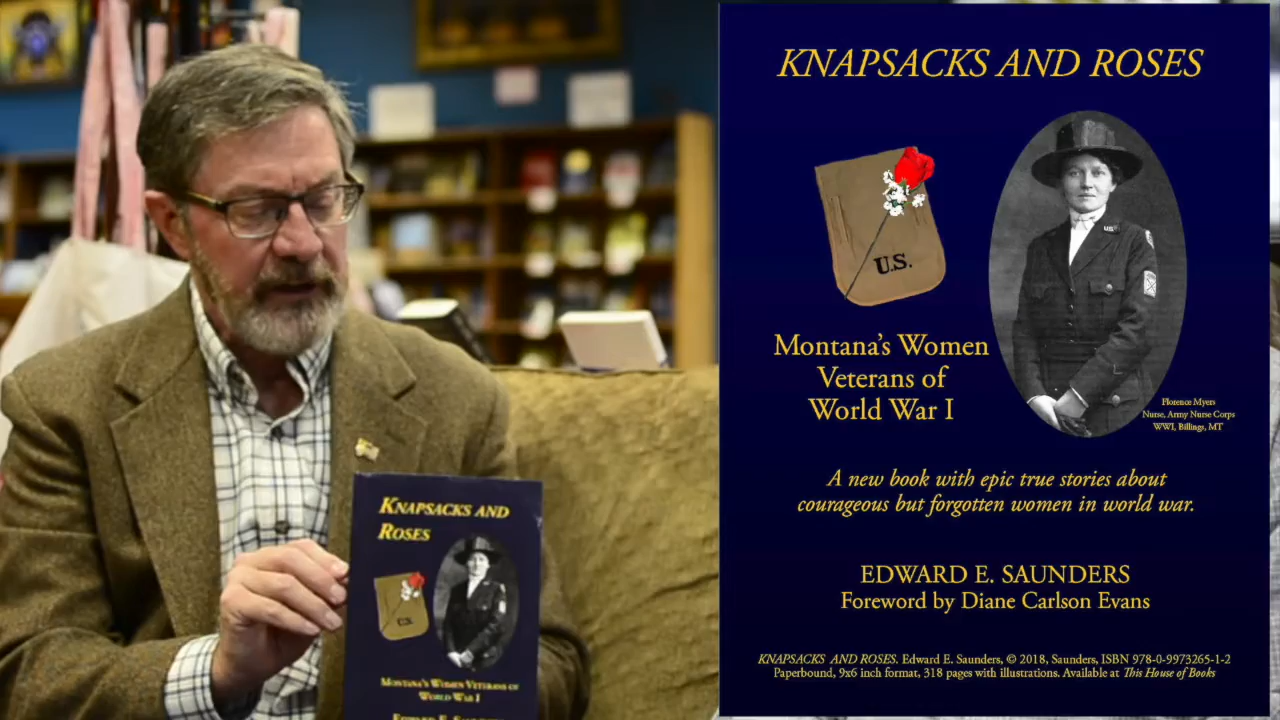 KNAPSACKS AND ROSES
U.S.
Montana's Women
Veterans of
World War I
Florence Myers
Nurse, Army Nurse Corps
WWI, Billings, MT
A new book with epic true stories about
courageous but forgotten women in world war.
EDWARD E. SAUNDERS
Foreword by Diane Carlson Evans
KNAPSACKS AND ROSES. Edward E. Saunders, © 2018, Saunders, ISBN 978-0-9973265-1-2
Paperbound, 9x6 inch format, 318 pages with illustrations. Available at This House of Books
KNAPSACKS AND
ROSES
U.S.
MONTANA'S WOMEN VETERANS OF
WORLD WAR I